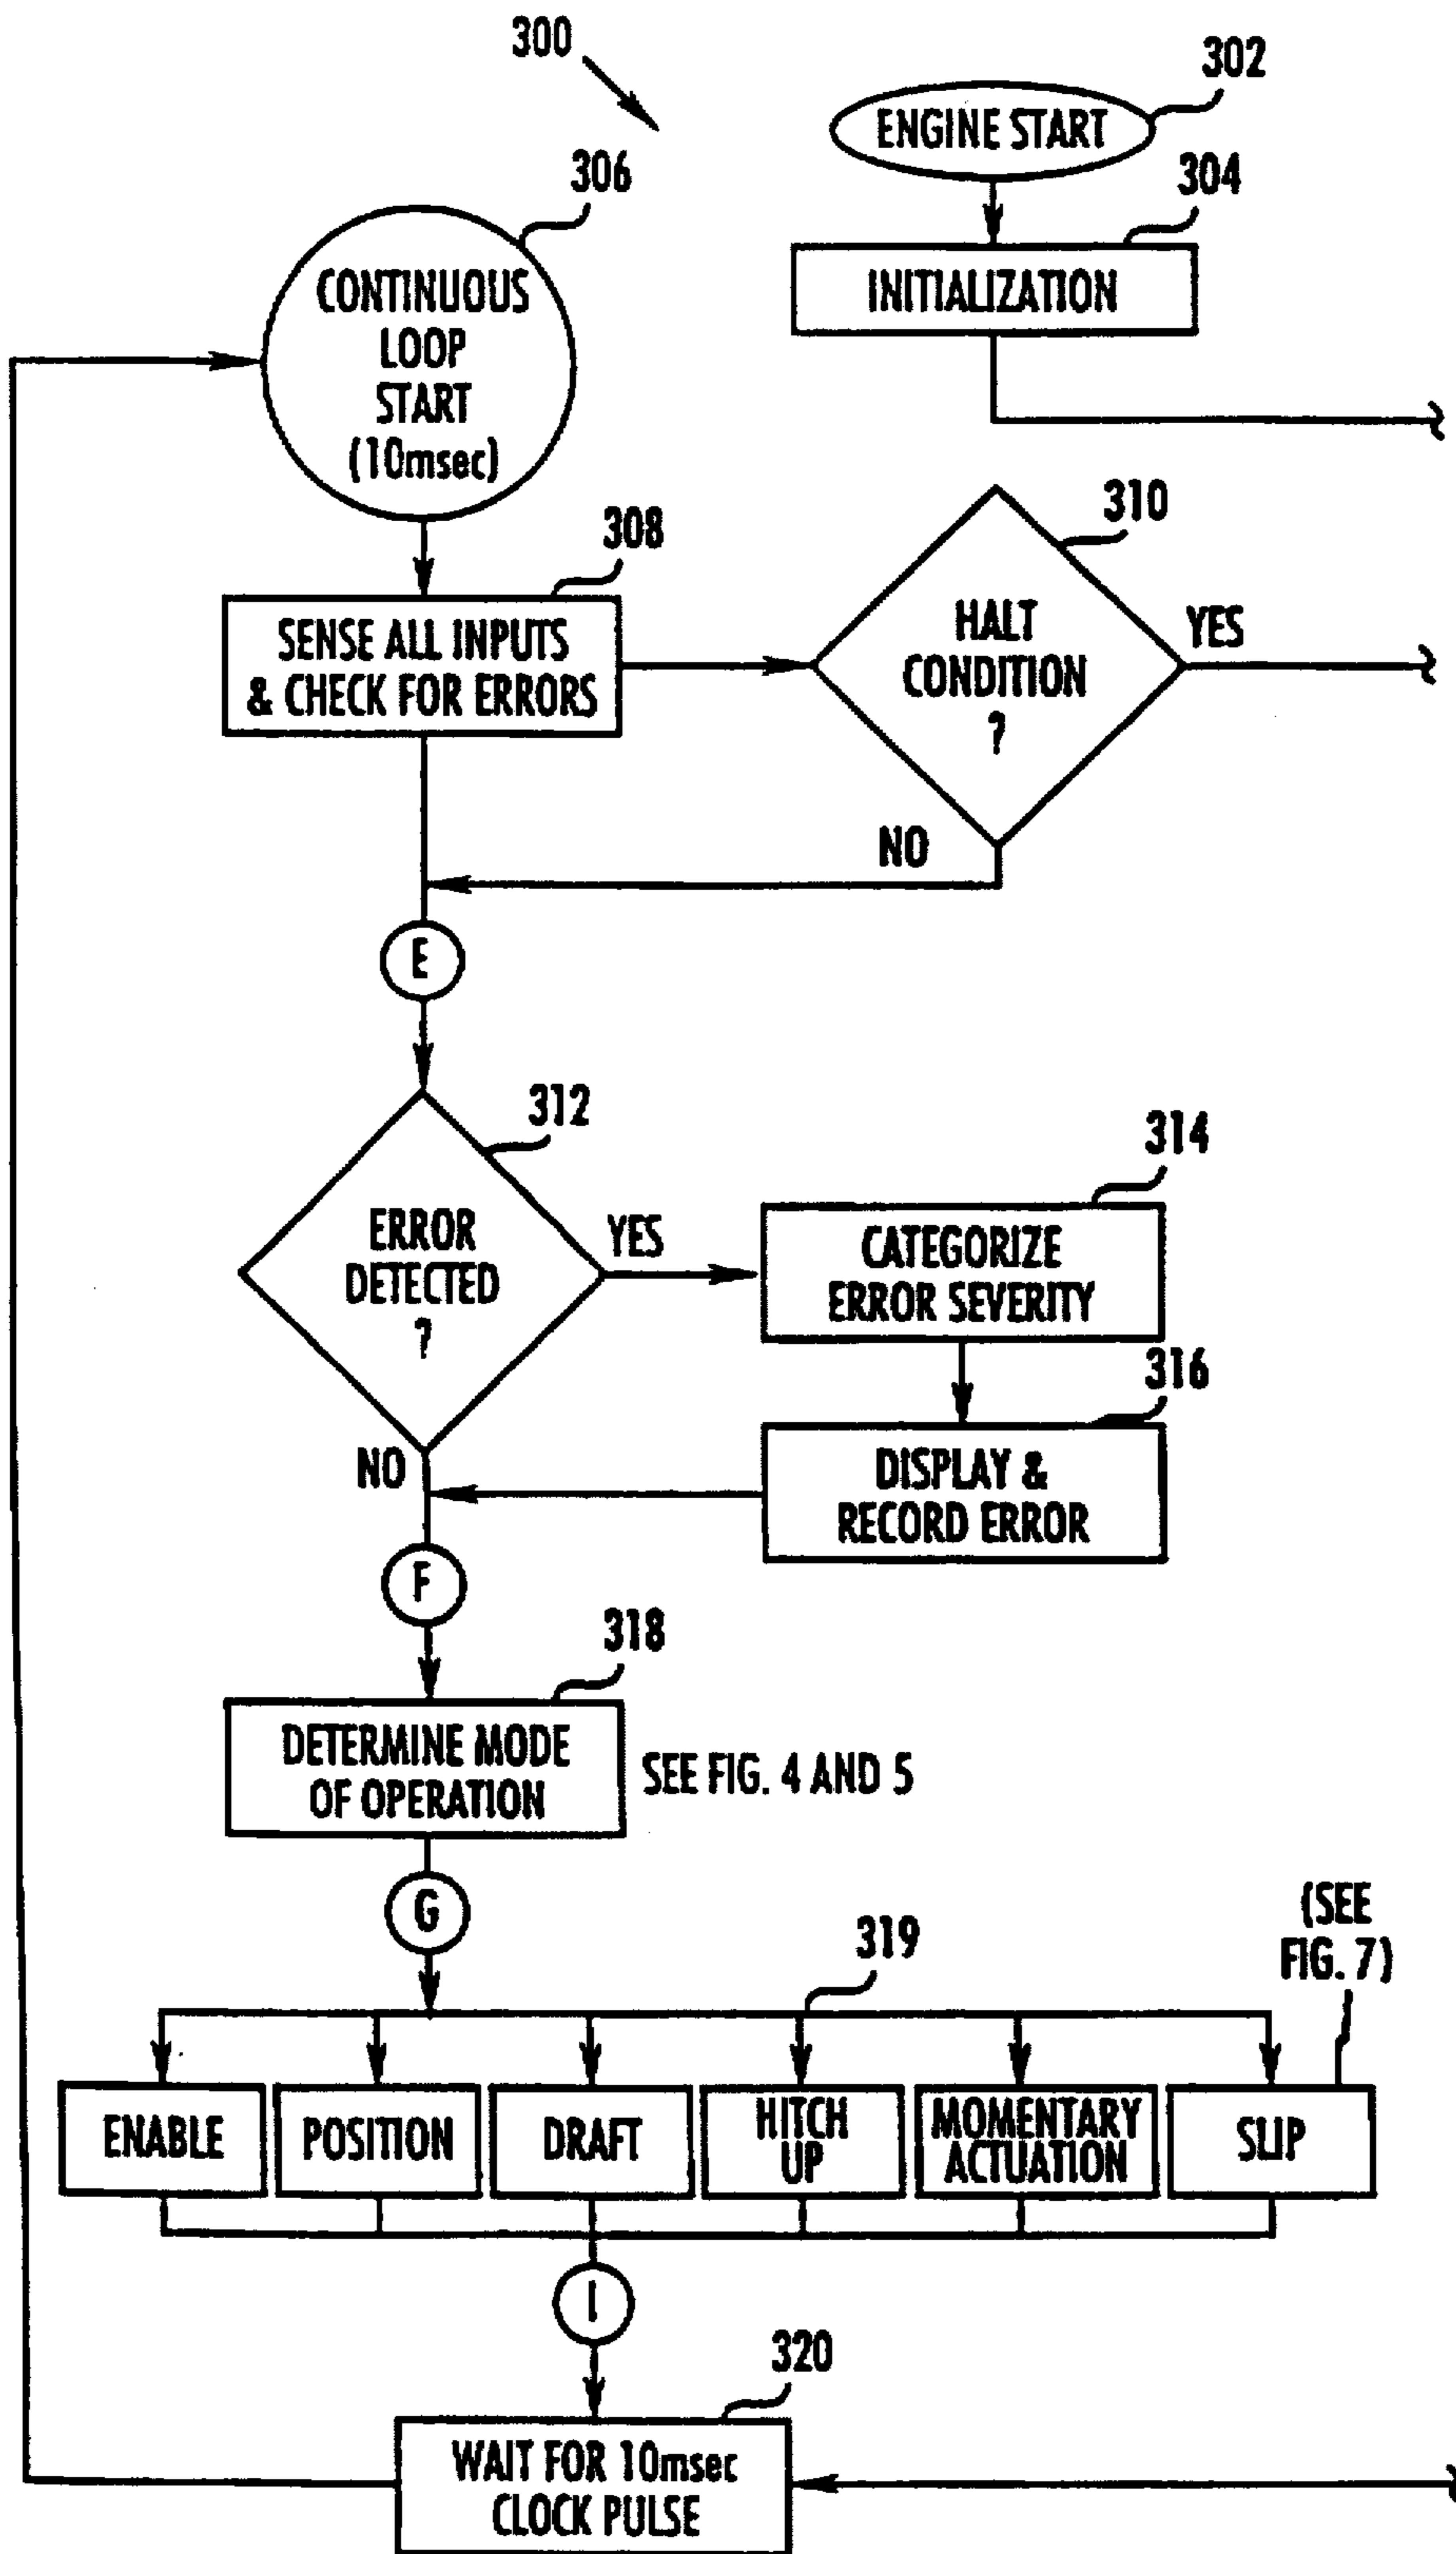 300
302
ENGINE START
304
INITIALIZATION
306
CONTINUOUS
LOOP
START
(10msec)
308
SENSE ALL INPUTS
& CHECK FOR ERRORS
310
HALT
CONDITION
?
YES
NO
E
312
ERROR
DETECTED
?
YES
NO
314
CATEGORIZE
ERROR SEVERITY
316
DISPLAY &
RECORD ERROR
F
318
DETERMINE MODE
OF OPERATION
SEE FIG. 4 AND 5
G
319
(SEE
FIG. 7)
ENABLE
POSITION
DRAFT
HITCH
UP
MOMENTARY
ACTUATION
SLIP
I
320
WAIT FOR 10msec
CLOCK PULSE